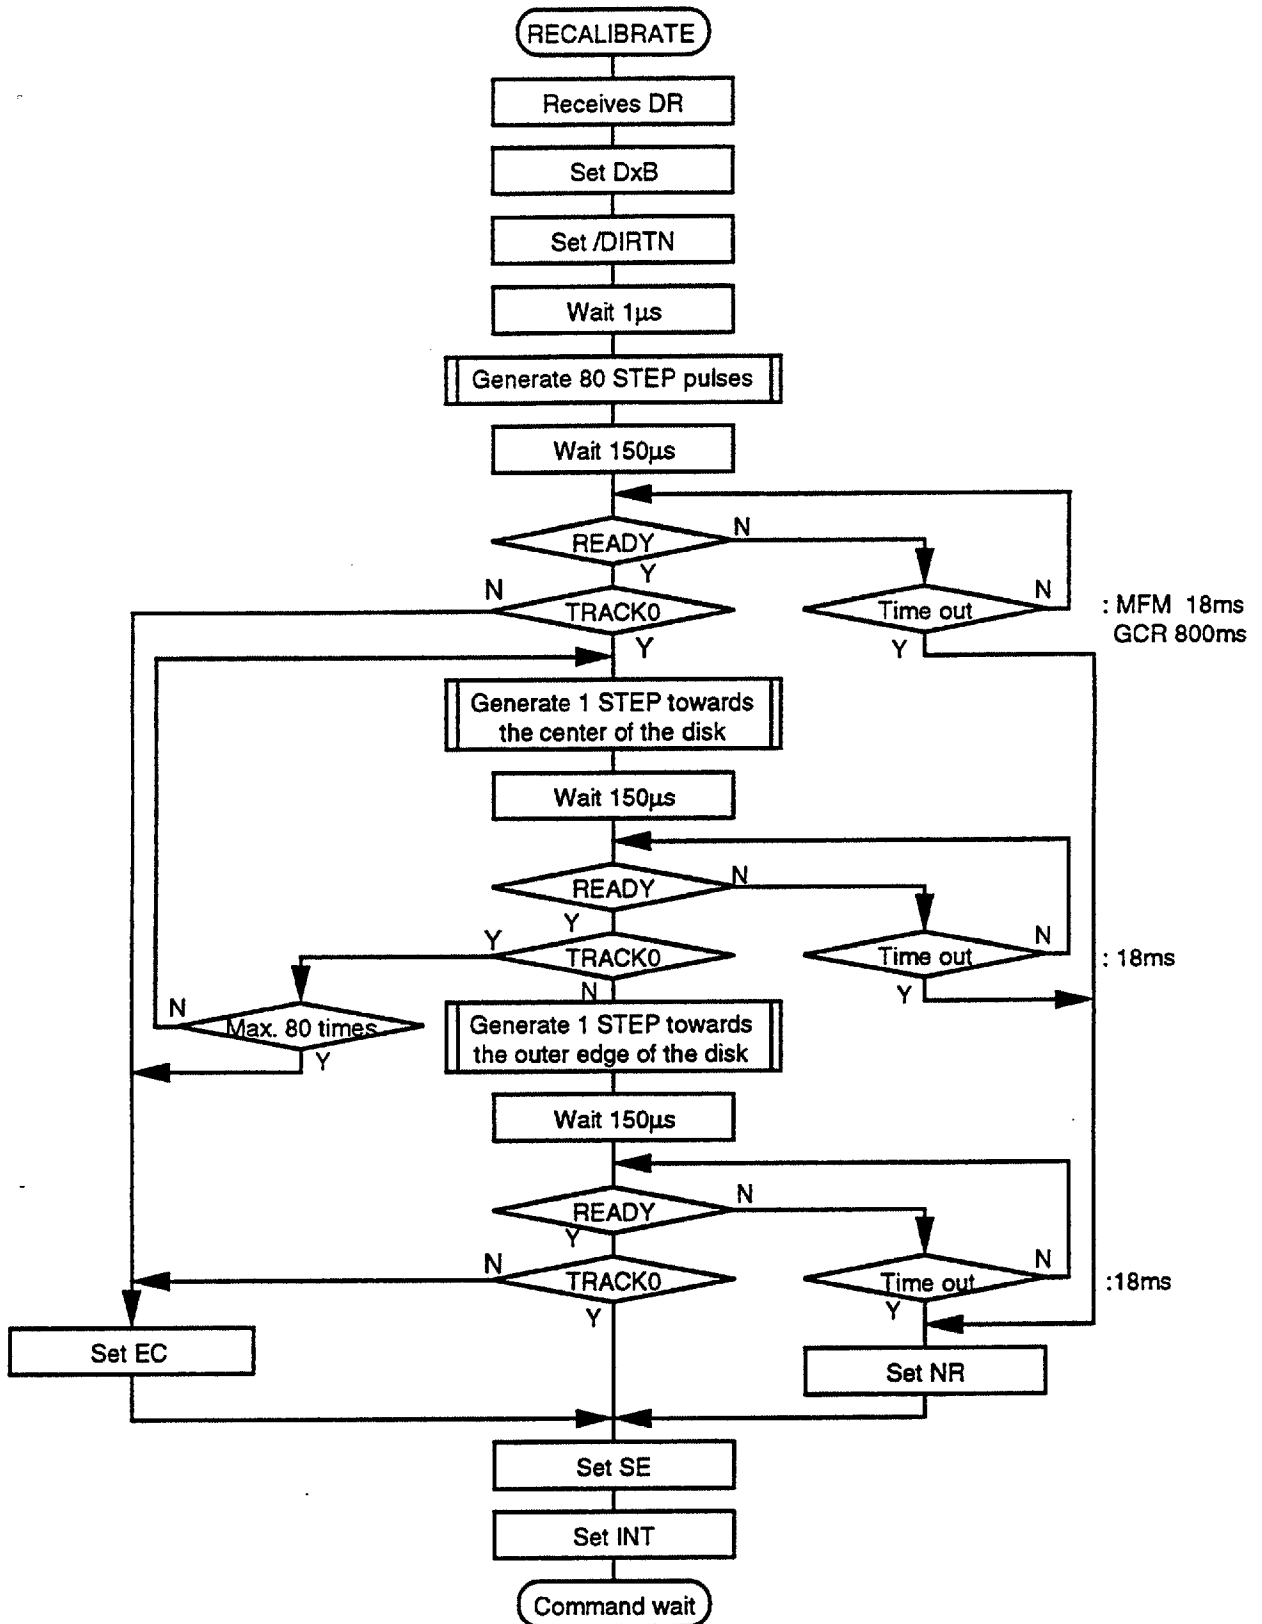 RECALIBRATE
Receives DR
Set DxB
Set /DIRTN
Wait 1µs
Generate 80 STEP pulses
Wait 150µs
READY
N
Y
N
TRACK0
Y
Time out
N
Y
: MFM 18ms
GCR 800ms
Generate 1 STEP towards
the center of the disk
Wait 150µs
READY
N
Y
Y
TRACK0
N
Time out
N
Y
: 18ms
N
Max. 80 times
Y
Generate 1 STEP towards
the outer edge of the disk
Wait 150µs
READY
N
Y
N
TRACK0
Y
Time out
N
Y
:18ms
Set EC
Set NR
Set SE
Set INT
Command wait